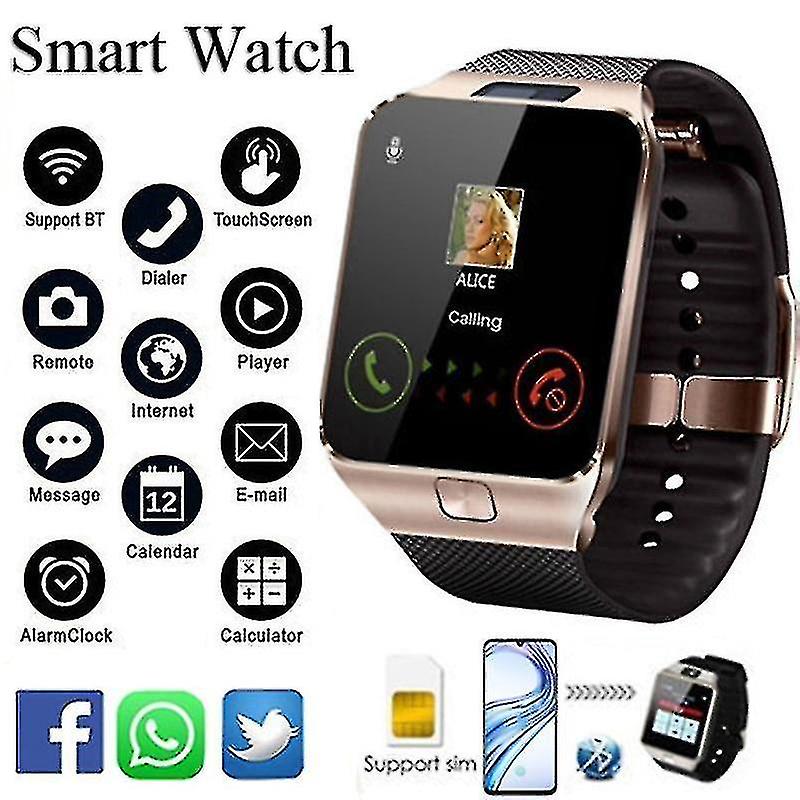 Smart Watch
Support BT
TouchScreen
Dialer
Remote
Player
Internet
Message
E-mail
12
Calendar
AlarmClock
Calculator
ALICE
Calling
Support sim